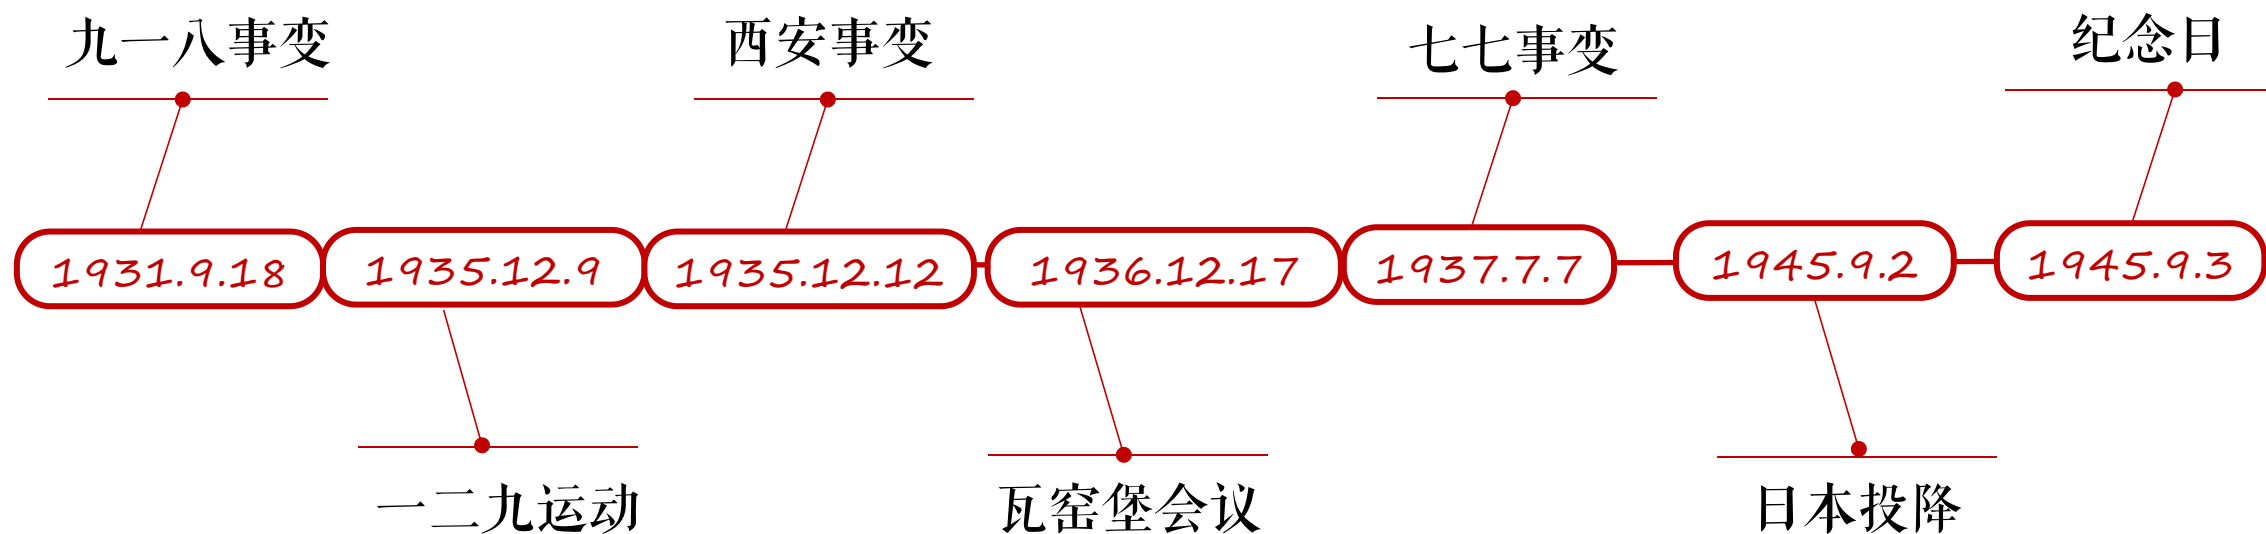 九一八事变
西安事变
七七事变
纪念日
1931.9.18
1935.12.9
1935.12.12
1936.12.17
1937.7.7
1945.9.2
1945.9.3
一二九运动
瓦窑堡会议
日本投降